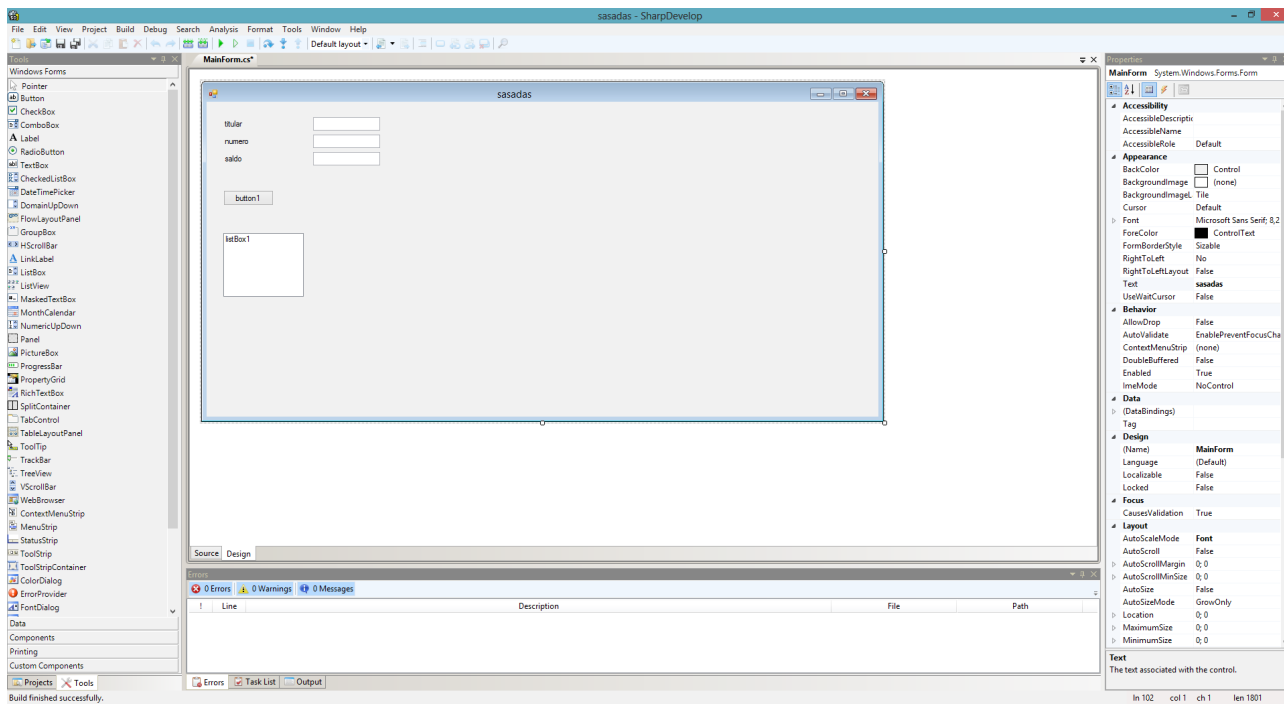 sasadas - SharpDevelop
File Edit View Project Build Debug Search Analysis Format Tools Window Help
Default layout
Tools
Windows Forms
Pointer
Button
CheckBox
ComboBox
A Label
RadioButton
TextBox
CheckedListBox
DateTimePicker
DomainUpDown
FlowLayoutPanel
GroupBox
HScrollBar
LinkLabel
ListBox
ListView
MaskedTextBox
MonthCalendar
NumericUpDown
Panel
PictureBox
ProgressBar
PropertyGrid
RichTextBox
SplitContainer
TabControl
TableLayoutPanel
ToolTip
TrackBar
TreeView
VScrollBar
WebBrowser
ContextMenuStrip
MenuStrip
StatusStrip
ToolStrip
ToolStripContainer
ColorDialog
ErrorProvider
FontDialog
Data
Components
Printing
Custom Components
Projects Tools
Build finished successfully.
MainForm.cs*
sasadas
titular
numero
saldo
button1
listBox1
Source Design
Errors
0 Errors 0 Warnings 0 Messages
! Line Description File Path
Errors Task List Output
Properties
MainForm System.Windows.Forms.Form
Accessibility
AccessibleDescriptic
AccessibleName
AccessibleRole Default
Appearance
BackColor Control
BackgroundImage (none)
BackgroundImageL Tile
Cursor Default
Font Microsoft Sans Serif; 8,2
ForeColor ControlText
FormBorderStyle Sizable
RightToLeft No
RightToLeftLayout False
Text sasadas
UseWaitCursor False
Behavior
AllowDrop False
AutoValidate EnablePreventFocusCha
ContextMenuStrip (none)
DoubleBuffered False
Enabled True
ImeMode NoControl
Data
(DataBindings)
Tag
Design
(Name) MainForm
Language (Default)
Localizable False
Locked False
Focus
CausesValidation True
Layout
AutoScaleMode Font
AutoScroll False
AutoScrollMargin 0; 0
AutoScrollMinSize 0; 0
AutoSize False
AutoSizeMode GrowOnly
Location 0; 0
MaximumSize 0; 0
MinimumSize 0; 0
Text
The text associated with the control.
ln 102 col 1 ch 1 len 1801